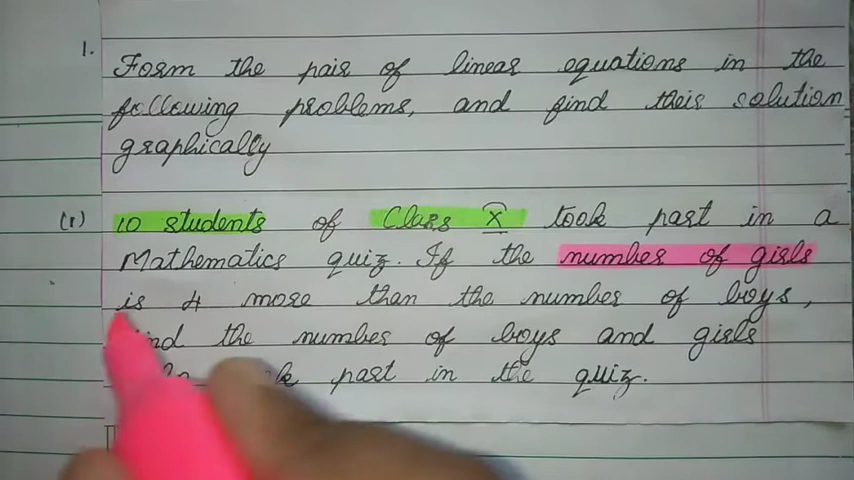 1. Form the pair of linear equations in the
following problems, and find their solution
graphically
(i) 10 students of Class X took part in a
Mathematics quiz. If the number of girls
is 4 more than the number of boys,
the number of boys and girls
part in the quiz.